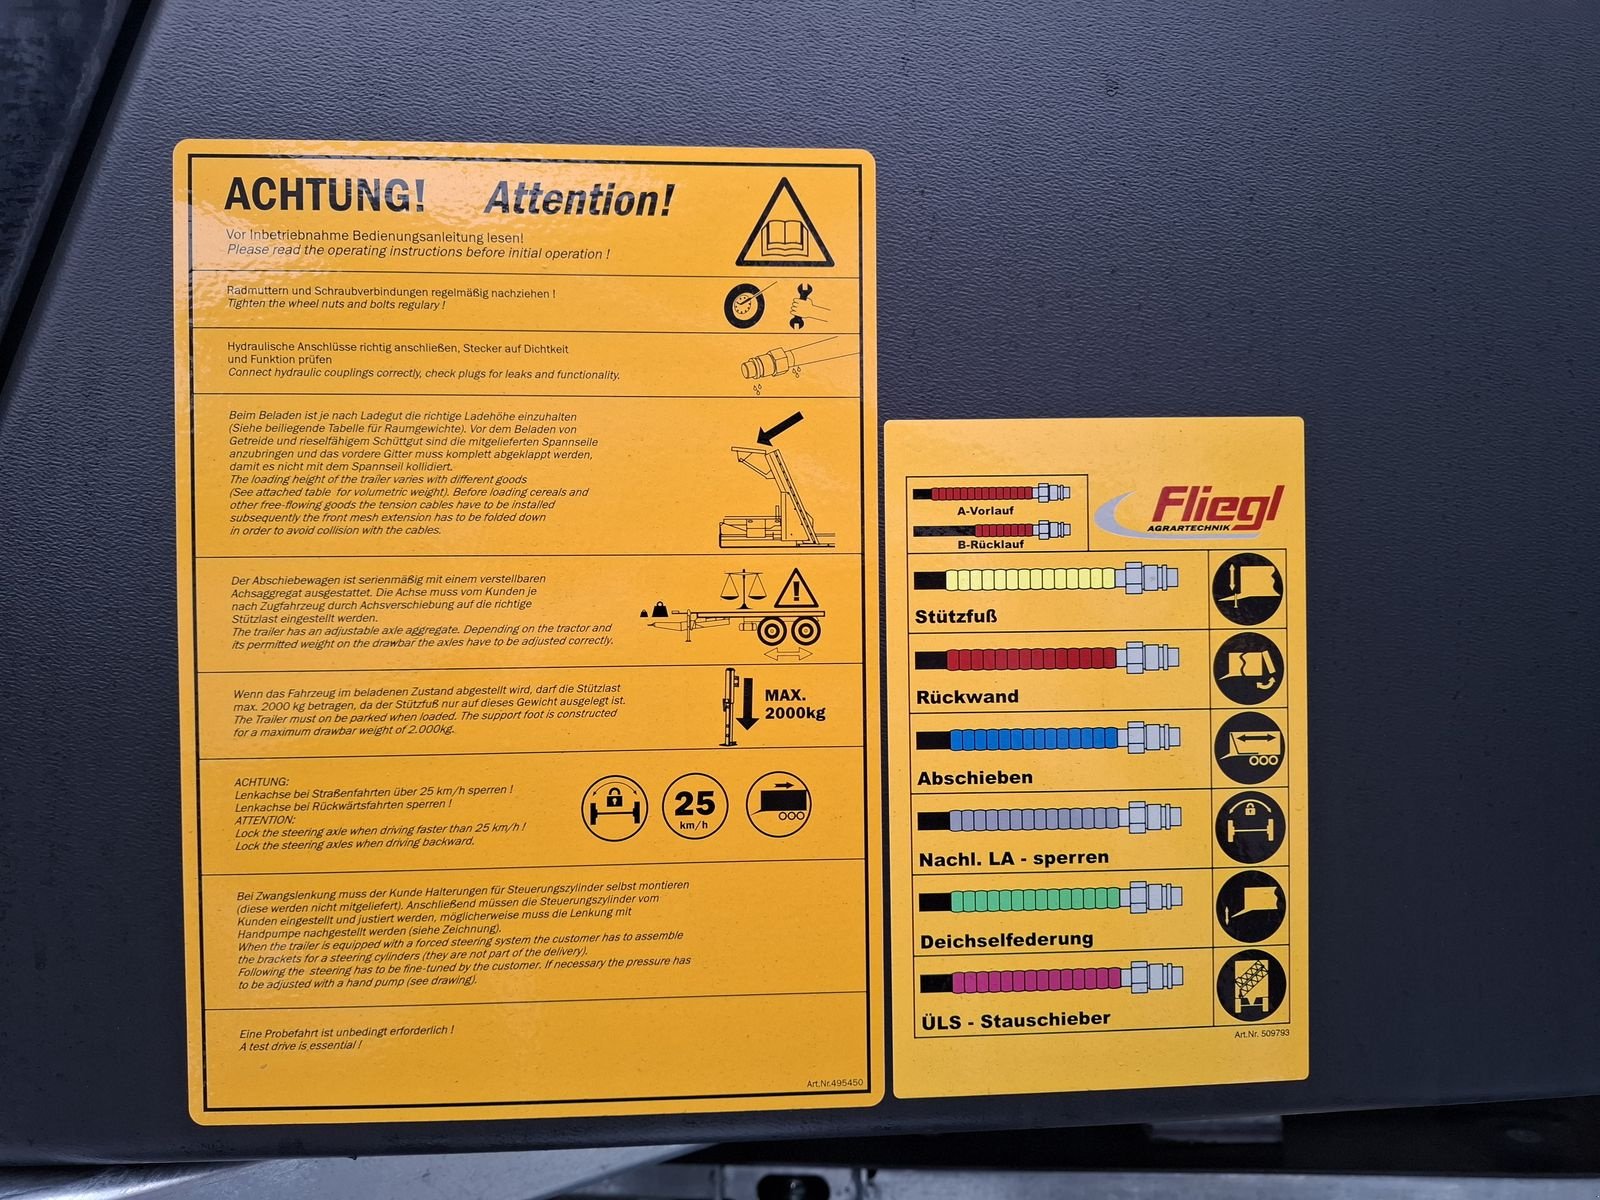 ACHTUNG! Attention!
Vor Inbetriebnahme Bedienungsanleitung lesen!
Please read the operating instructions before initial operation !
Radmuttern und Schraubverbindungen regelmäßig nachziehen !
Tighten the wheel nuts and bolts regulary !
Hydraulische Anschlüsse richtig anschließen, Stecker auf Dichtkeit
und Funktion prüfen
Connect hydraulic couplings correctly, check plugs for leaks and functionality.
Beim Beladen ist je nach Ladegut die richtige Ladehöhe einzuhalten
(Siehe beiliegende Tabelle für Raumgewichte). Vor dem Beladen von
Getreide und rieselfähigem Schüttgut sind die mitgelieferten Spannseile
anzubringen und das vordere Gitter muss komplett abgeklappt werden,
damit es nicht mit dem Spannseil kollidiert.
The loading height of the trailer varies with different goods
(See attached table for volumetric weight). Before loading cereals and
other free-flowing goods the tension cables have to be installed
subsequently the front mesh extension has to be folded down
in order to avoid collision with the cables.
Der Abschiebewagen ist serienmäßig mit einem verstellbaren
Achsaggregat ausgestattet. Die Achse muss vom Kunden je
nach Zugfahrzeug durch Achsverschiebung auf die richtige
Stützlast eingestellt werden.
The trailer has an adjustable axle aggregate. Depending on the tractor and
its permitted weight on the drawbar the axles have to be adjusted correctly.
Wenn das Fahrzeug im beladenen Zustand abgestellt wird, darf die Stützlast
max. 2000 kg betragen, da der Stützfuß nur auf dieses Gewicht ausgelegt ist.
The Trailer must on be parked when loaded. The support foot is constructed
for a maximum drawbar weight of 2.000kg.
MAX.
2000kg
ACHTUNG:
Lenkachse bei Straßenfahrten über 25 km/h sperren !
Lenkachse bei Rückwärtsfahrten sperren !
ATTENTION:
Lock the steering axle when driving faster than 25 km/h !
Lock the steering axles when driving backward.
25
km/h
Bei Zwangslenkung muss der Kunde Halterungen für Steuerungszylinder selbst montieren
(diese werden nicht mitgeliefert). Anschließend müssen die Steuerungszylinder vom
Kunden eingestellt und justiert werden, möglicherweise muss die Lenkung mit
Handpumpe nachgestellt werden (siehe Zeichnung).
When the trailer is equipped with a forced steering system the customer has to assemble
the brackets for a steering cylinders (they are not part of the delivery).
Following the steering has to be fine-tuned by the customer. If necessary the pressure has
to be adjusted with a hand pump (see drawing).
Eine Probefahrt ist unbedingt erforderlich !
A test drive is essential !
Art.Nr.495450
A-Vorlauf
B-Rücklauf
Fliegl
AGRARTECHNIK
Stützfuß
Rückwand
Abschieben
Nachl. LA - sperren
Deichselfederung
ÜLS - Stauschieber
Art.Nr. 509793